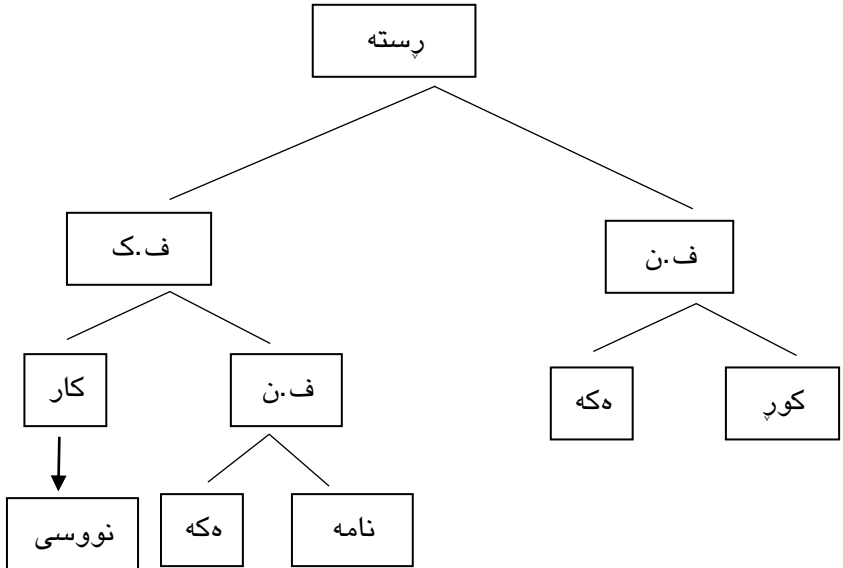 ڕستە
ف.ن
ف.ک
کوڕ
ەکە
ف.ن
کار
نامە
ەکە
نووسی